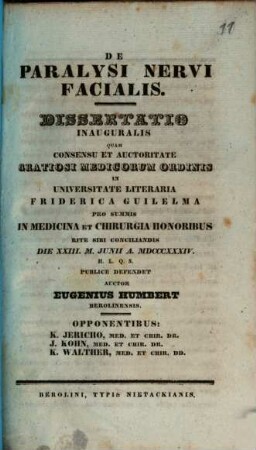 11
DE
PARALYSI NERVI
FACIALIS.
DISSERTATIO
INAUGURALIS
QUAM
CONSENSU ET AUCTORITATE
GRATIOSI MEDICORUM ORDINIS
IN
UNIVERSITATE LITERARIA
FRIDERICA GUILELMA
PRO SUMMIS
IN MEDICINA ET CHIRURGIA HONORIBUS
RITE SIBI CONCILIANDIS
DIE XXIII. M. JUNII A. MDCCCXXXIV.
H. L. Q. S.
PUBLICE DEFENDET
AUCTOR
EUGENIUS HUMBERT
BEROLINENSIS.
OPPONENTIBUS:
K. JERICHO, MED. ET CHIR. DR.
J. KOHN, MED. ET CHIR. DR.
K. WALTHER, MED. ET CHIR. DD.
BEROLINI, TYPIS NIETACKIANIS.